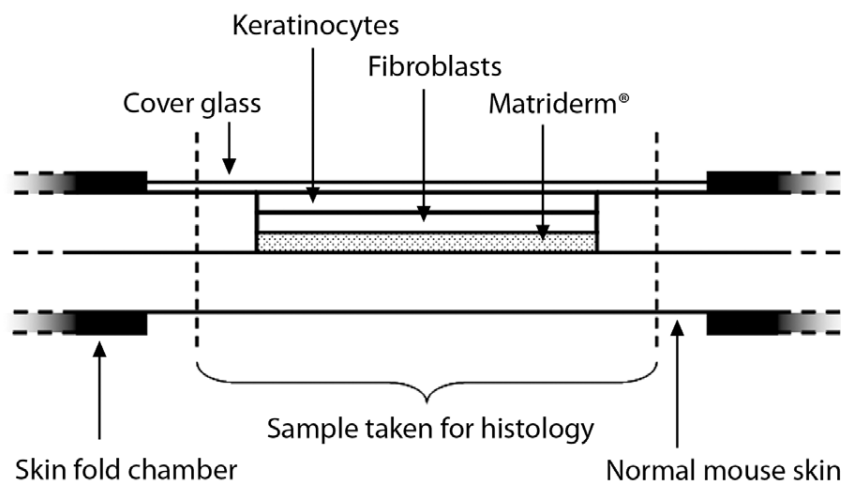 Keratinocytes
Fibroblasts
Cover glass
Matriderm®
Sample taken for histology
Skin fold chamber
Normal mouse skin